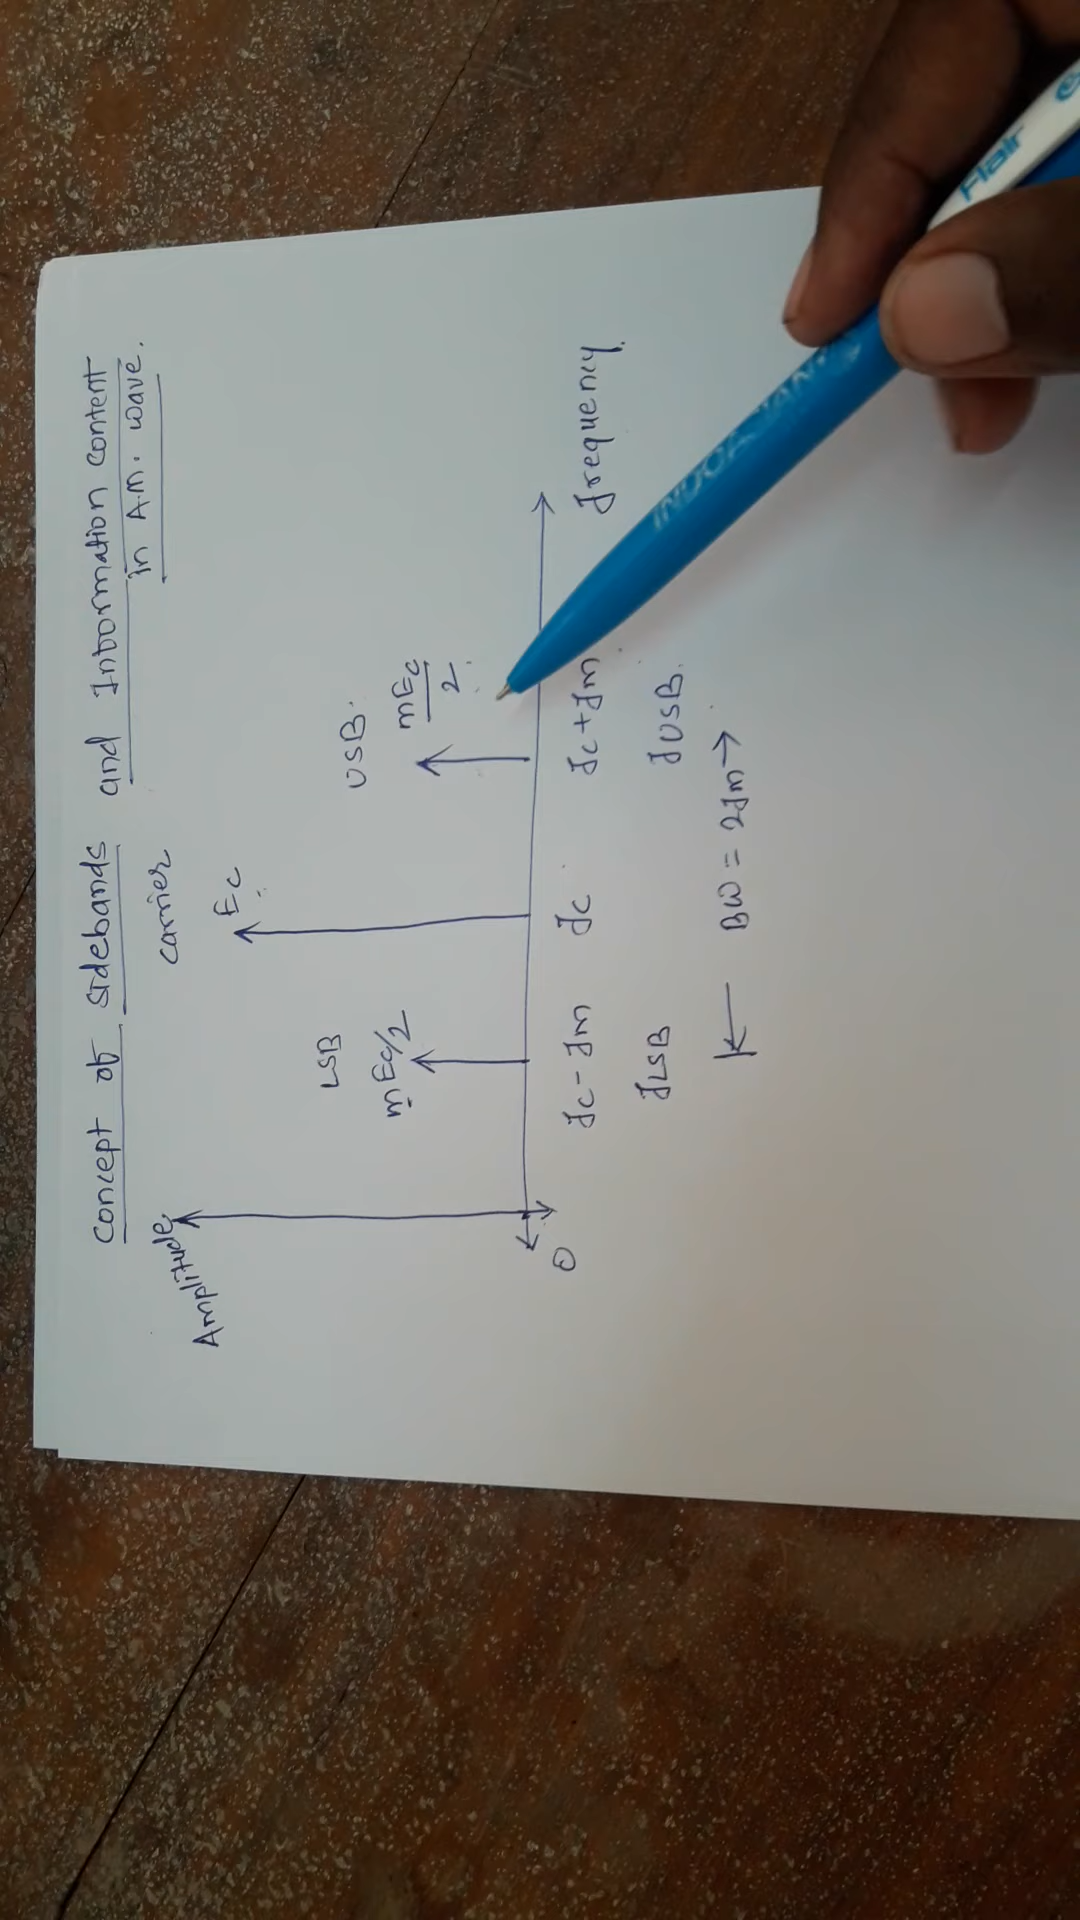 Concept of Sidebands and Information content
in A.M. wave.
Amplitude
carrier
Ec
LSB
mEc/2
USB.
mEc
2
0
fc-fm
fc
fc+fm
frequency.
fLSB
fUSB.
BW = 2fm
Flair